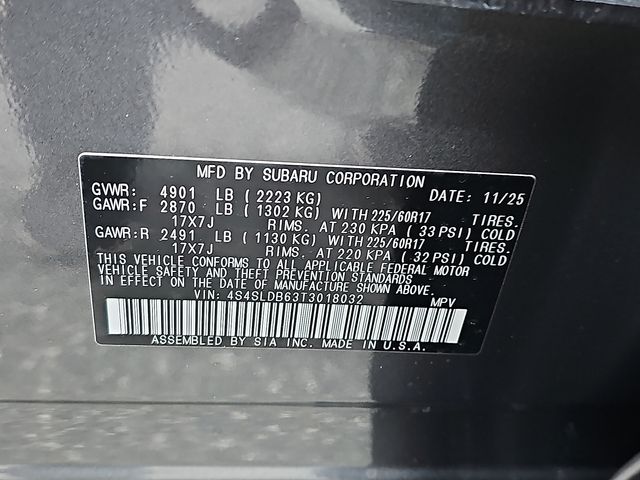 MFD BY SUBARU CORPORATION
GVWR: 4901 LB (2223 KG) DATE: 11/25
GAWR:F 2870 LB (1302 KG) WITH 225/60R17 TIRES.
17X7J RIMS. AT 230 KPA (33 PSI) COLD
GAWR:R 2491 LB (1130 KG) WITH 225/60R17 TIRES.
17X7J RIMS. AT 220 KPA (32 PSI) COLD
THIS VEHICLE CONFORMS TO ALL APPLICABLE FEDERAL MOTOR
VEHICLE SAFETY AND THEFT PREVENTION STANDARDS
IN EFFECT ON THE DATE OF MANUFACTURE SHOWN ABOVE.
VIN: 4S4SLDB63T3018032 MPV
ASSEMBLED BY SIA INC. MADE IN U.S.A.